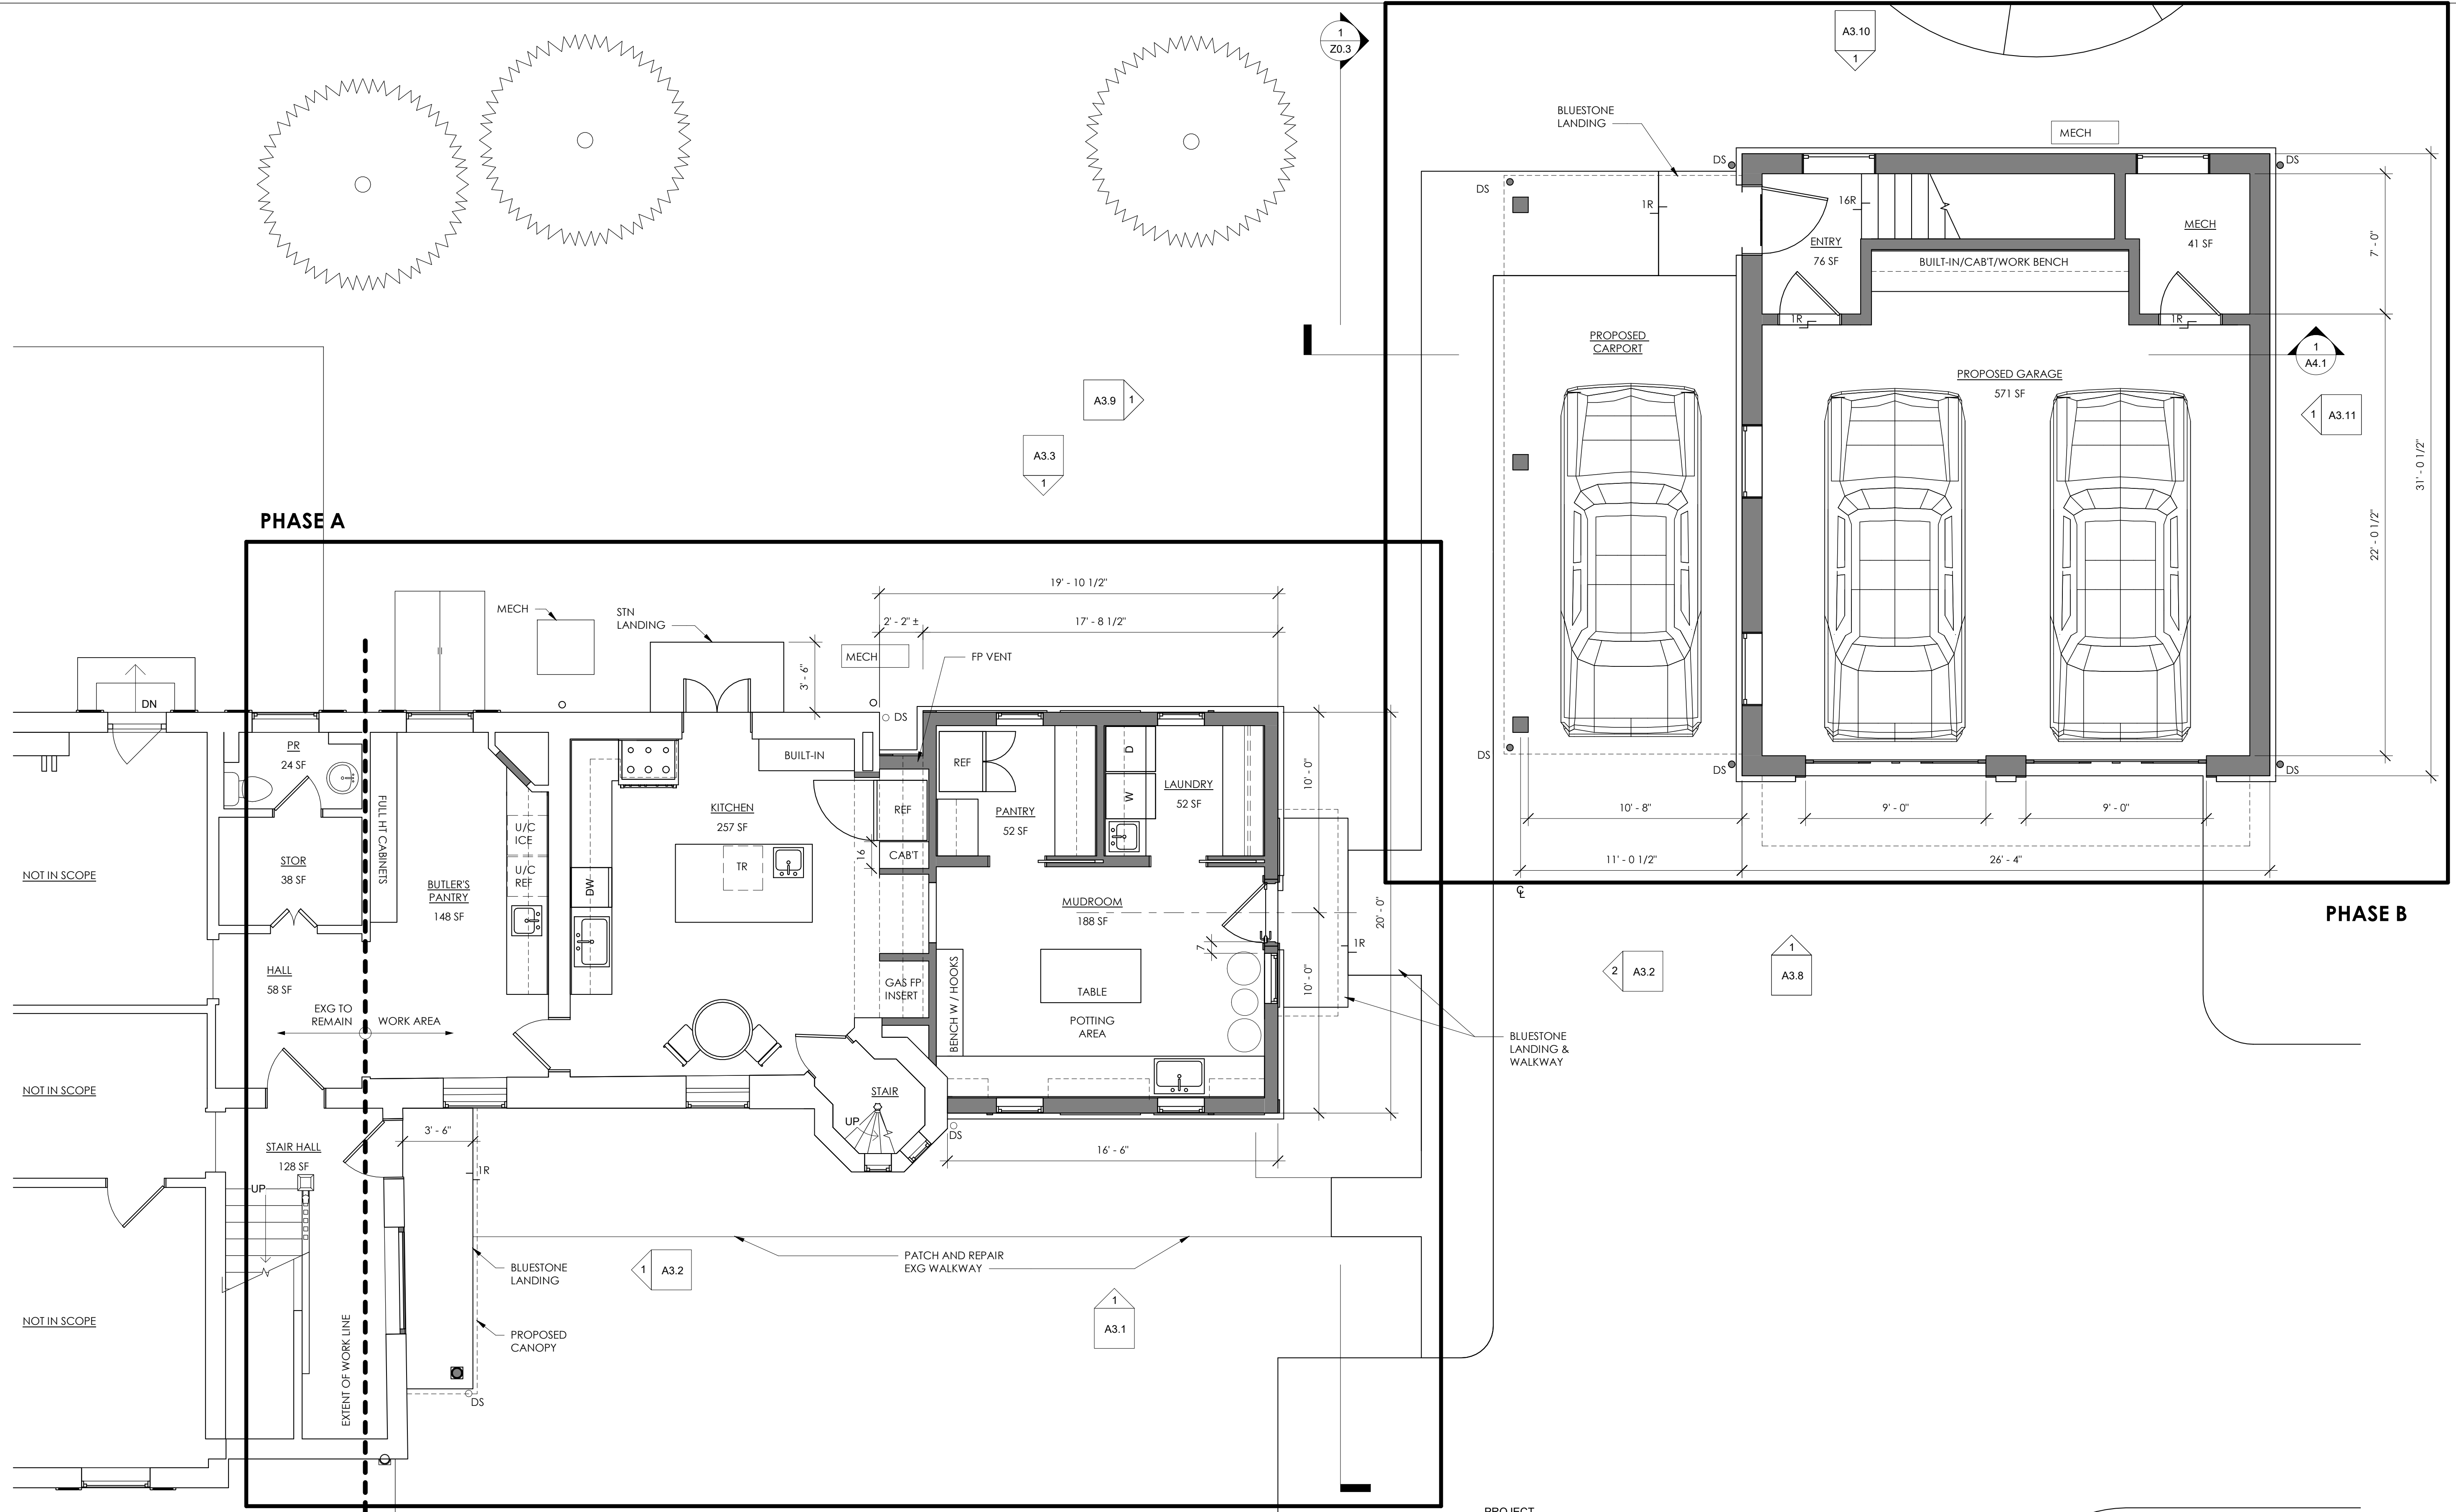 1
Z0.3
A3.10
1
BLUESTONE
LANDING
MECH
DS
DS
DS
1R
16R
ENTRY
76 SF
MECH
41 SF
7' - 0"
BUILT-IN/CAB'T/WORK BENCH
1R
1R
PROPOSED
CARPORT
1
A4.1
PROPOSED GARAGE
571 SF
A3.9
1
1
A3.11
A3.3
1
31' - 0 1/2"
22' - 0 1/2"
DS
DS
DS
10' - 8"
9' - 0"
9' - 0"
11' - 0 1/2"
26' - 4"
CL
PHASE B
PHASE A
19' - 10 1/2"
2' - 2" ±
17' - 8 1/2"
MECH
STN
LANDING
3' - 6"
MECH
FP VENT
DN
DS
PR
24 SF
BUILT-IN
REF
D
W
LAUNDRY
52 SF
10' - 0"
FULL HT CABINETS
U/C
ICE
U/C
REF
KITCHEN
257 SF
REF
PANTRY
52 SF
CAB'T
16
STOR
38 SF
NOT IN SCOPE
BUTLER'S
PANTRY
148 SF
DW
TR
MUDROOM
188 SF
20' - 0"
7
1R
HALL
58 SF
GAS FP
INSERT
BENCH W / HOOKS
TABLE
10' - 0"
EXG TO
REMAIN
WORK AREA
POTTING
AREA
2
A3.2
1
A3.8
BLUESTONE
LANDING &
WALKWAY
NOT IN SCOPE
STAIR
UP
DS
3' - 6"
16' - 6"
STAIR HALL
128 SF
1R
UP
PATCH AND REPAIR
EXG WALKWAY
1
A3.2
BLUESTONE
LANDING
1
A3.1
NOT IN SCOPE
PROPOSED
CANOPY
EXTENT OF WORK LINE
DS
PROJECT